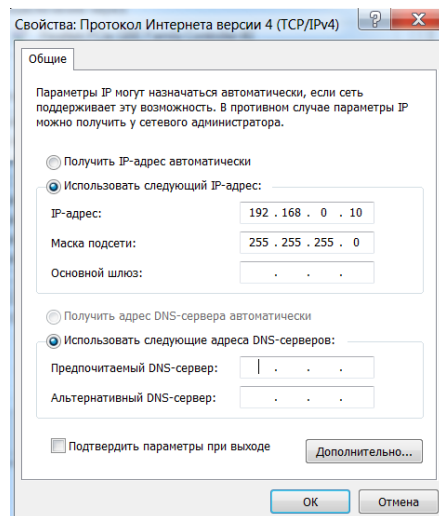 Свойства: Протокол Интернета версии 4 (TCP/IPv4)
Общие
Параметры IP могут назначаться автоматически, если сеть
поддерживает эту возможность. В противном случае параметры IP
можно получить у сетевого администратора.
Получить IP-адрес автоматически
Использовать следующий IP-адрес:
IP-адрес: 192 . 168 . 0 . 10
Маска подсети: 255 . 255 . 255 . 0
Основной шлюз: . . .
Получить адрес DNS-сервера автоматически
Использовать следующие адреса DNS-серверов:
Предпочитаемый DNS-сервер: . . .
Альтернативный DNS-сервер: . . .
Подтвердить параметры при выходе
Дополнительно...
ОК Отмена